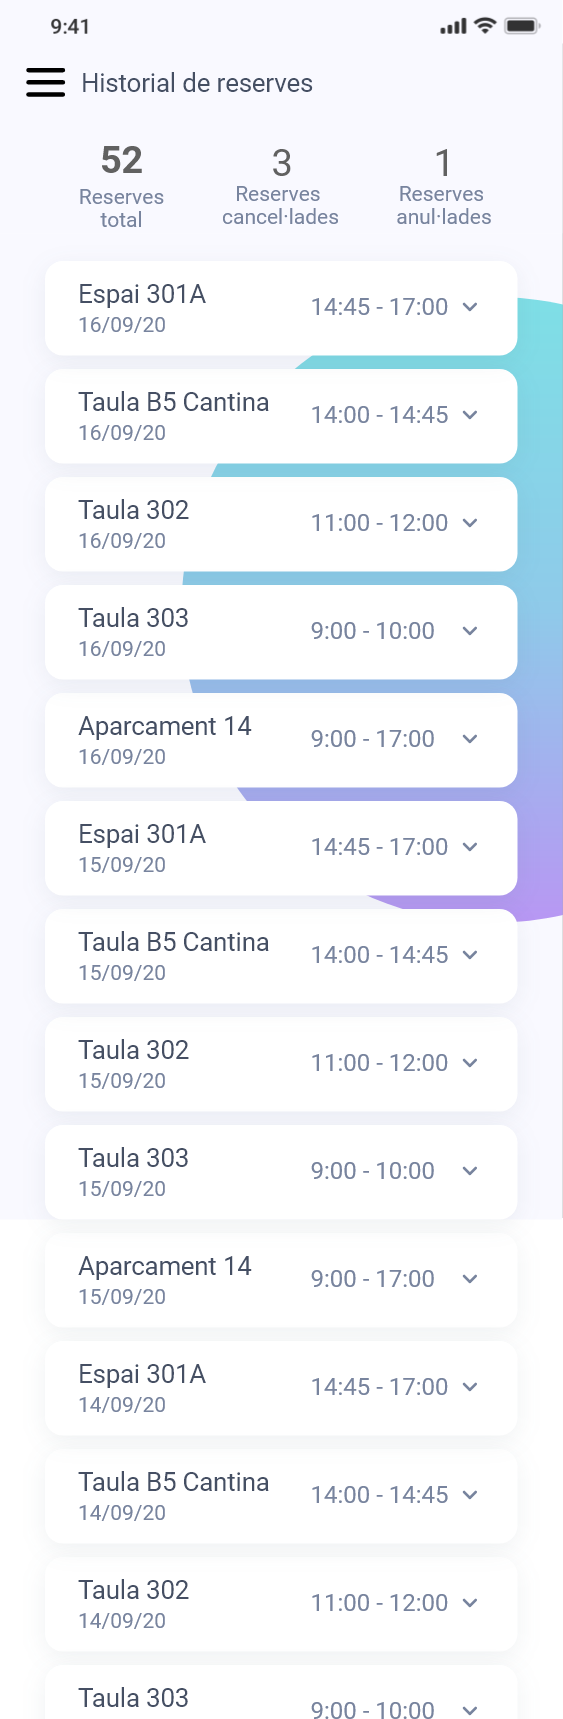 9:41
Historial de reserves
52
Reserves
total
3
Reserves
cancel·lades
1
Reserves
anul·lades
Espai 301A
16/09/20
14:45 - 17:00
Taula B5 Cantina
16/09/20
14:00 - 14:45
Taula 302
16/09/20
11:00 - 12:00
Taula 303
16/09/20
9:00 - 10:00
Aparcament 14
16/09/20
9:00 - 17:00
Espai 301A
15/09/20
14:45 - 17:00
Taula B5 Cantina
15/09/20
14:00 - 14:45
Taula 302
15/09/20
11:00 - 12:00
Taula 303
15/09/20
9:00 - 10:00
Aparcament 14
15/09/20
9:00 - 17:00
Espai 301A
14/09/20
14:45 - 17:00
Taula B5 Cantina
14/09/20
14:00 - 14:45
Taula 302
14/09/20
11:00 - 12:00
Taula 303
9:00 - 10:00